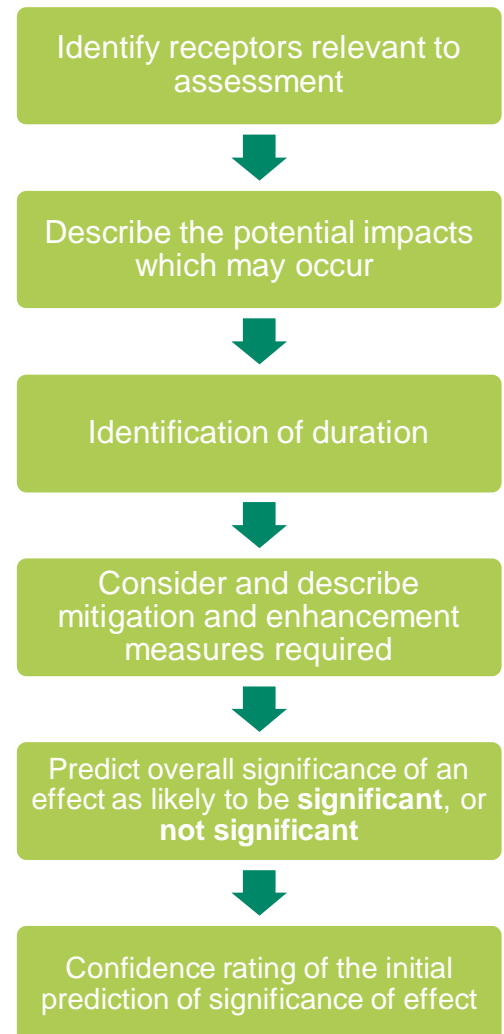 Identify receptors relevant to
assessment
Describe the potential impacts
which may occur
Identification of duration
Consider and describe
mitigation and enhancement
measures required
Predict overall significance of an
effect as likely to be significant, or
not significant
Confidence rating of the initial
prediction of significance of effect